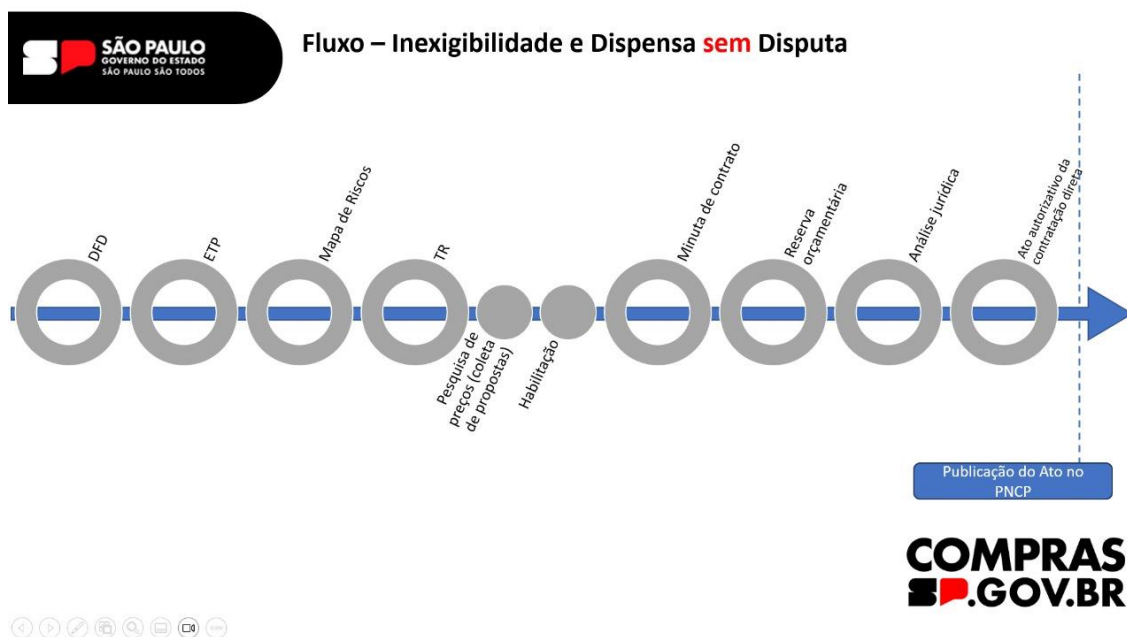 SÃO PAULO
GOVERNO DO ESTADO
SÃO PAULO SÃO TODOS
Fluxo – Inexigibilidade e Dispensa sem Disputa
DFD
ETP
Mapa de Riscos
TR
Pesquisa de
preços (coleta
de propostas)
Habilitação
Minuta de contrato
Reserva
orçamentária
Análise jurídica
Ato autorizativo da
contratação direta
Publicação do Ato no
PNCP
COMPRAS
SP.GOV.BR